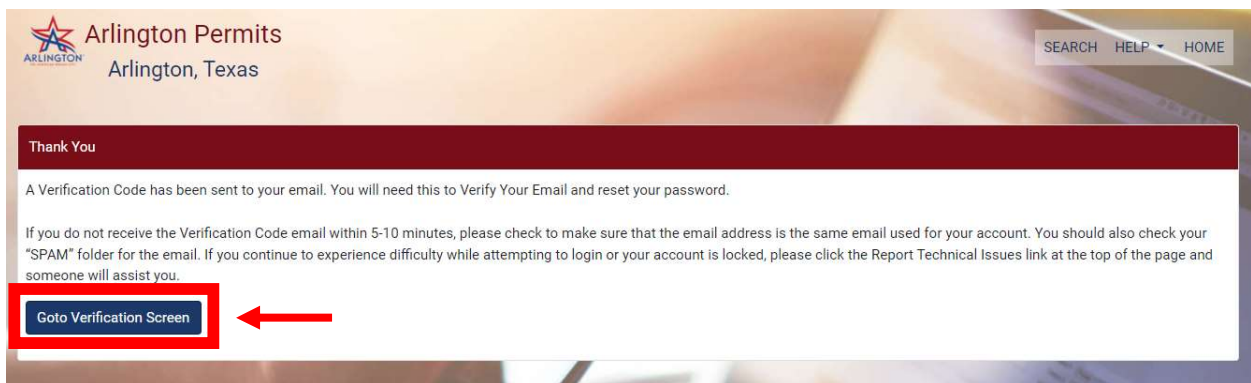 Arlington Permits
ARLINGTON
Arlington, Texas
SEARCH HELP HOME
Thank You
A Verification Code has been sent to your email. You will need this to Verify Your Email and reset your password.
If you do not receive the Verification Code email within 5-10 minutes, please check to make sure that the email address is the same email used for your account. You should also check your
“SPAM” folder for the email. If you continue to experience difficulty while attempting to login or your account is locked, please click the Report Technical Issues link at the top of the page and
someone will assist you.
Goto Verification Screen